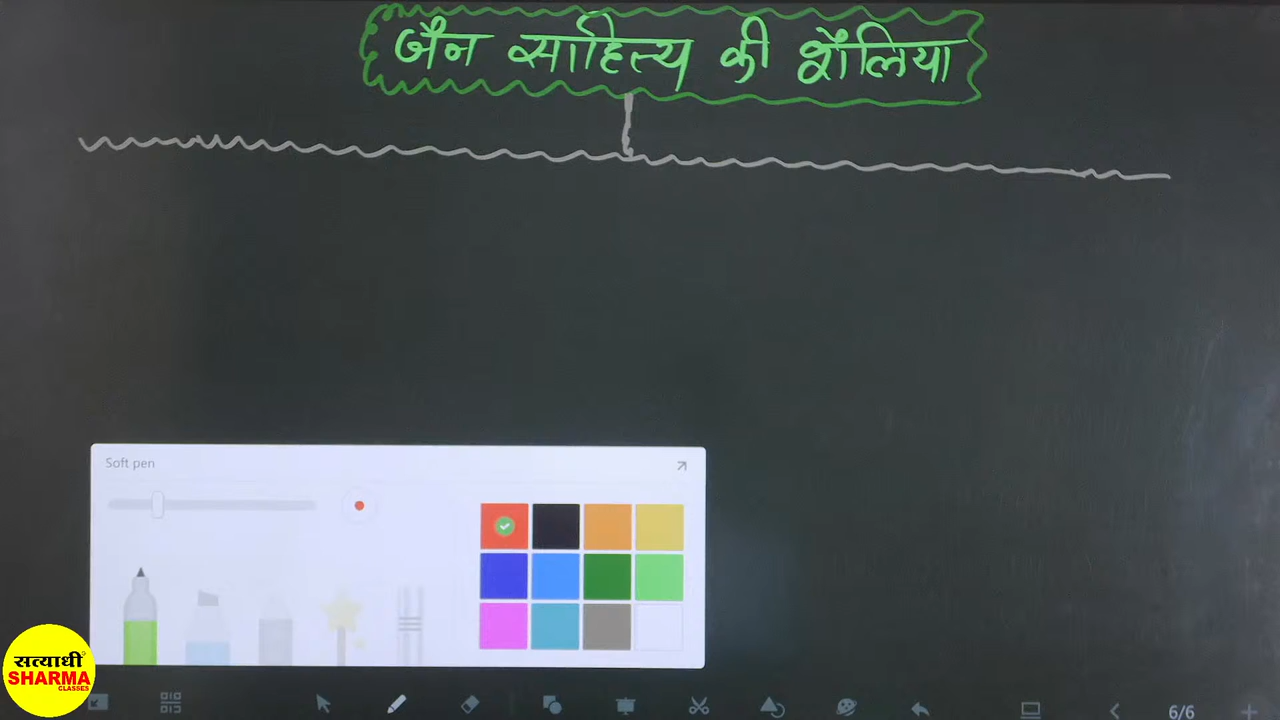 जैन साहित्य की शैलिया
Soft pen
सत्यार्थी
SHARMA
CLASSES
6/6